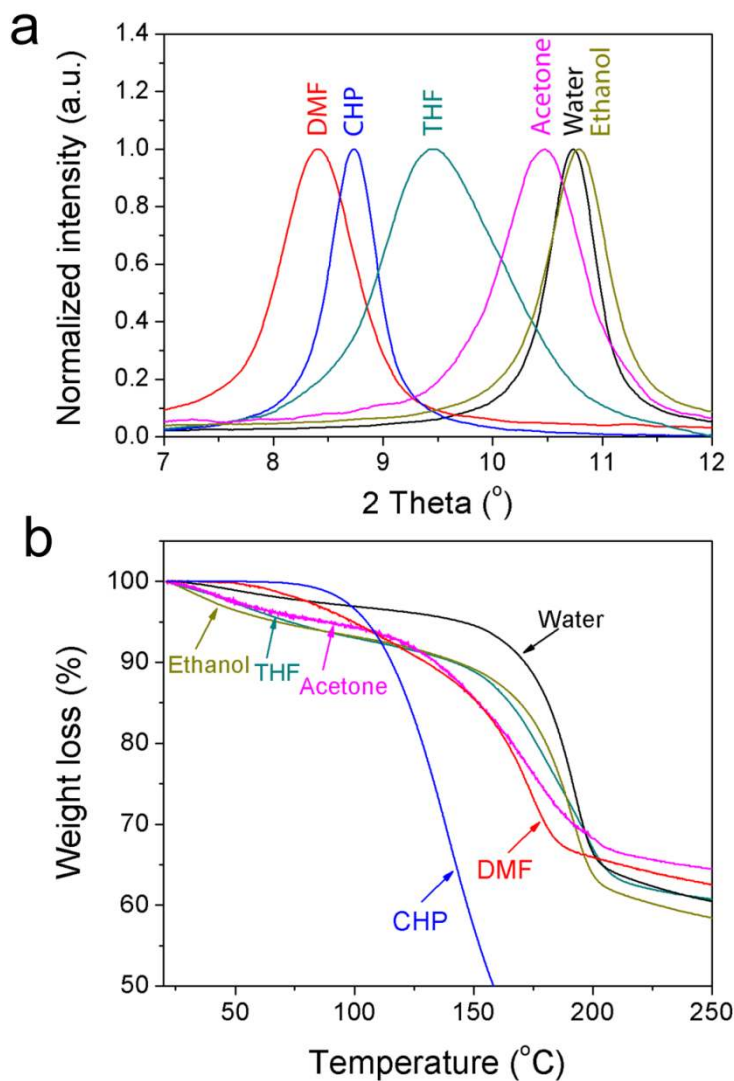 a
1.4
1.2
1.0
0.8
0.6
0.4
0.2
0.0
Normalized intensity (a.u.)
DMF
CHP
THF
Acetone
Water
Ethanol
7 8 9 10 11 12
2 Theta (°)
b
100
90
80
70
60
50
Weight loss (%)
Water
Ethanol
THF
Acetone
DMF
CHP
50 100 150 200 250
Temperature (°C)